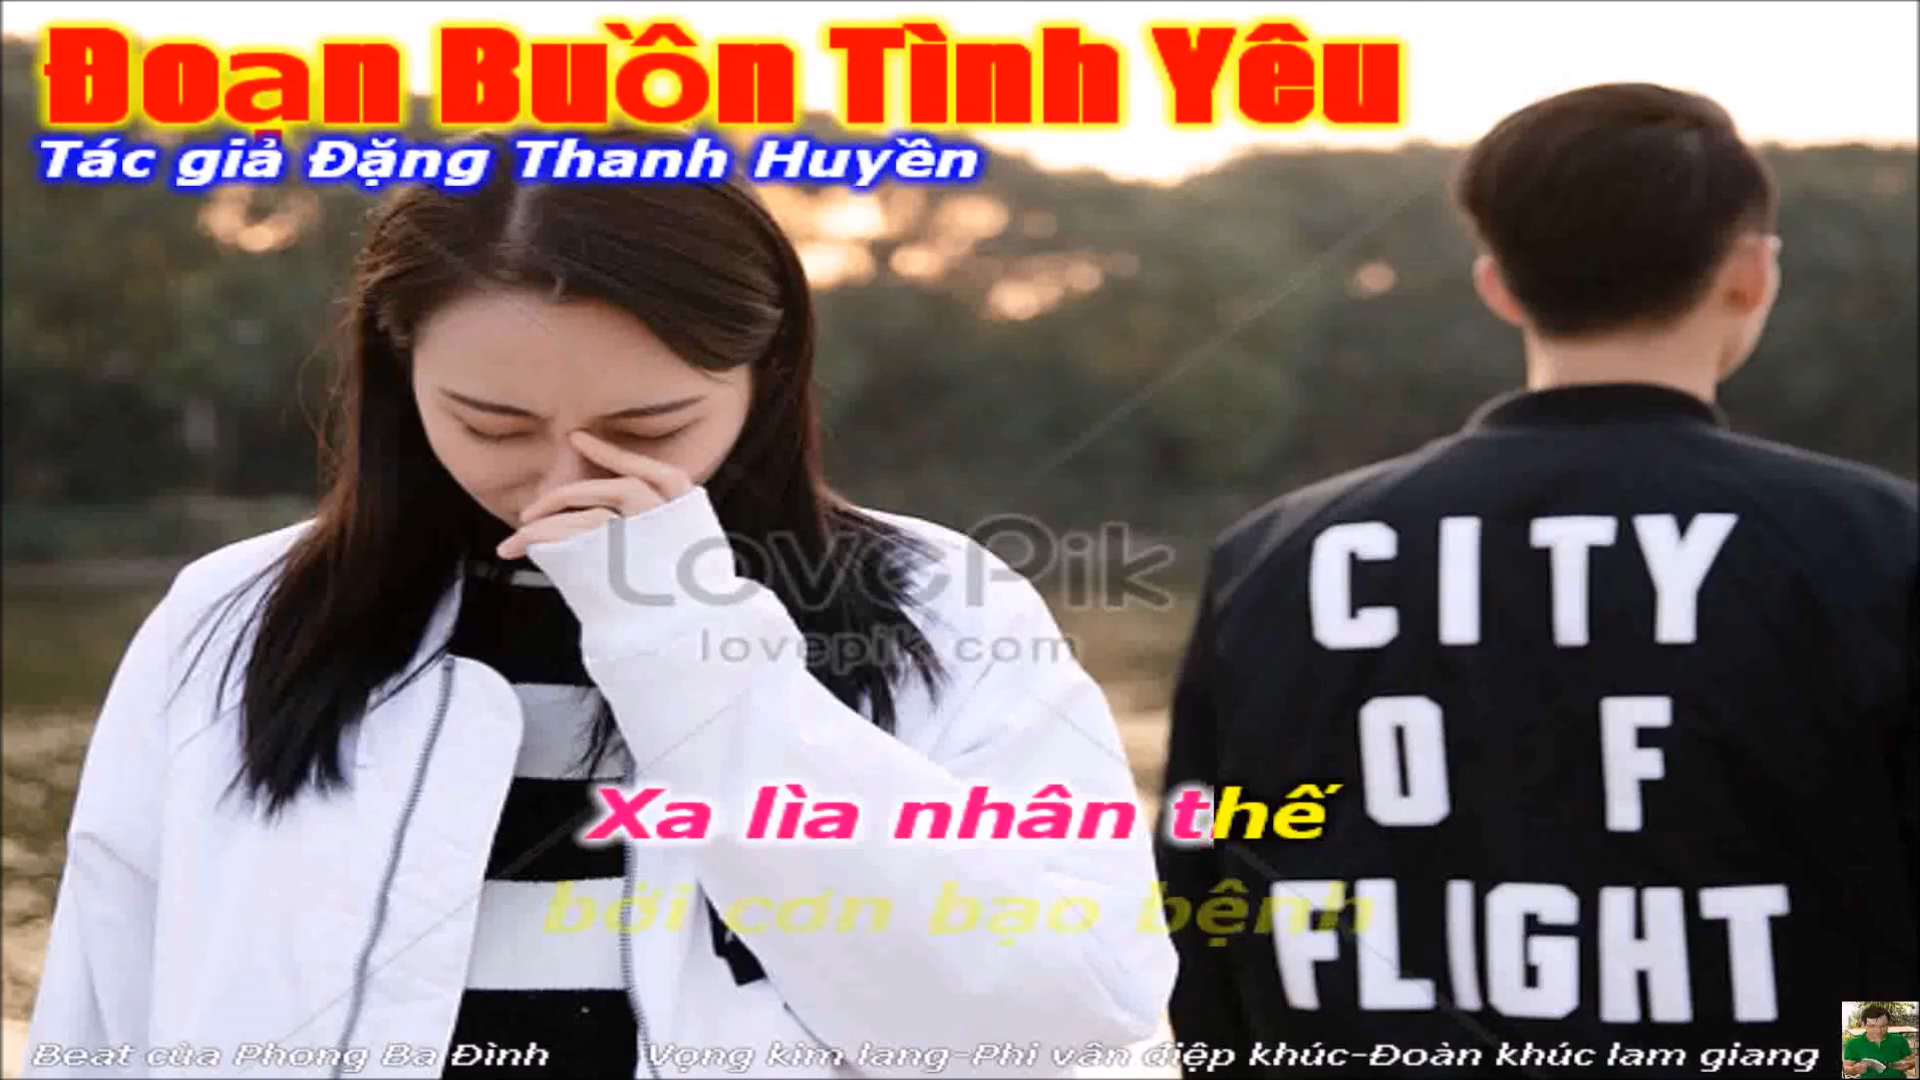 Đoạn Buồn Tình Yêu
Tác giả Đặng Thanh Huyền
CITY
OF
FLIGHT
LovePik
lovepik.com
Xa lìa nhân thế
bởi cơn bạo bệnh
Beat của Phong Ba Đình Vọng kim lang-Phi vân điệp khúc-Đoàn khúc lam giang